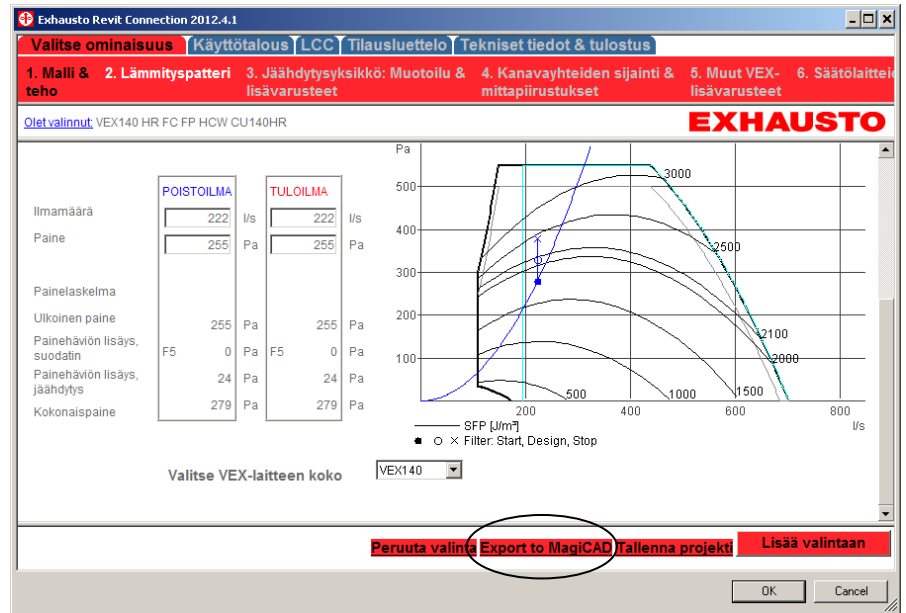 Exhausto Revit Connection 2012.4.1
Valitse ominaisuus Käyttötalous LCC Tilausluettelo Tekniset tiedot & tulostus
1. Malli & teho
2. Lämmityspatteri
3. Jäähdytysyksikkö: Muotoilu & lisävarusteet
4. Kanavayhteiden sijainti & mittapiirustukset
5. Muut VEX-lisävarusteet
6. Säätölaitteid
Olet valinnut: VEX140 HR FC FP HCW CU140HR
EXHAUSTO
POISTOILMA TULOILMA
Ilmamäärä 222 l/s 222 l/s
Paine 255 Pa 255 Pa
Painelaskelma
Ulkoinen paine 255 Pa 255 Pa
Painehäviön lisäys, suodatin F5 0 Pa F5 0 Pa
Painehäviön lisäys, jäähdytys 24 Pa 24 Pa
Kokonaispaine 279 Pa 279 Pa
Pa
500
400
300
200
100
3000
2500
2100
2000
500 1000 1500
200 400 600 800
l/s
SFP [J/m³]
Filter: Start, Design, Stop
Valitse VEX-laitteen koko VEX140
Peruuta valinta Export to MagiCAD Tallenna projekti Lisää valintaan
OK Cancel